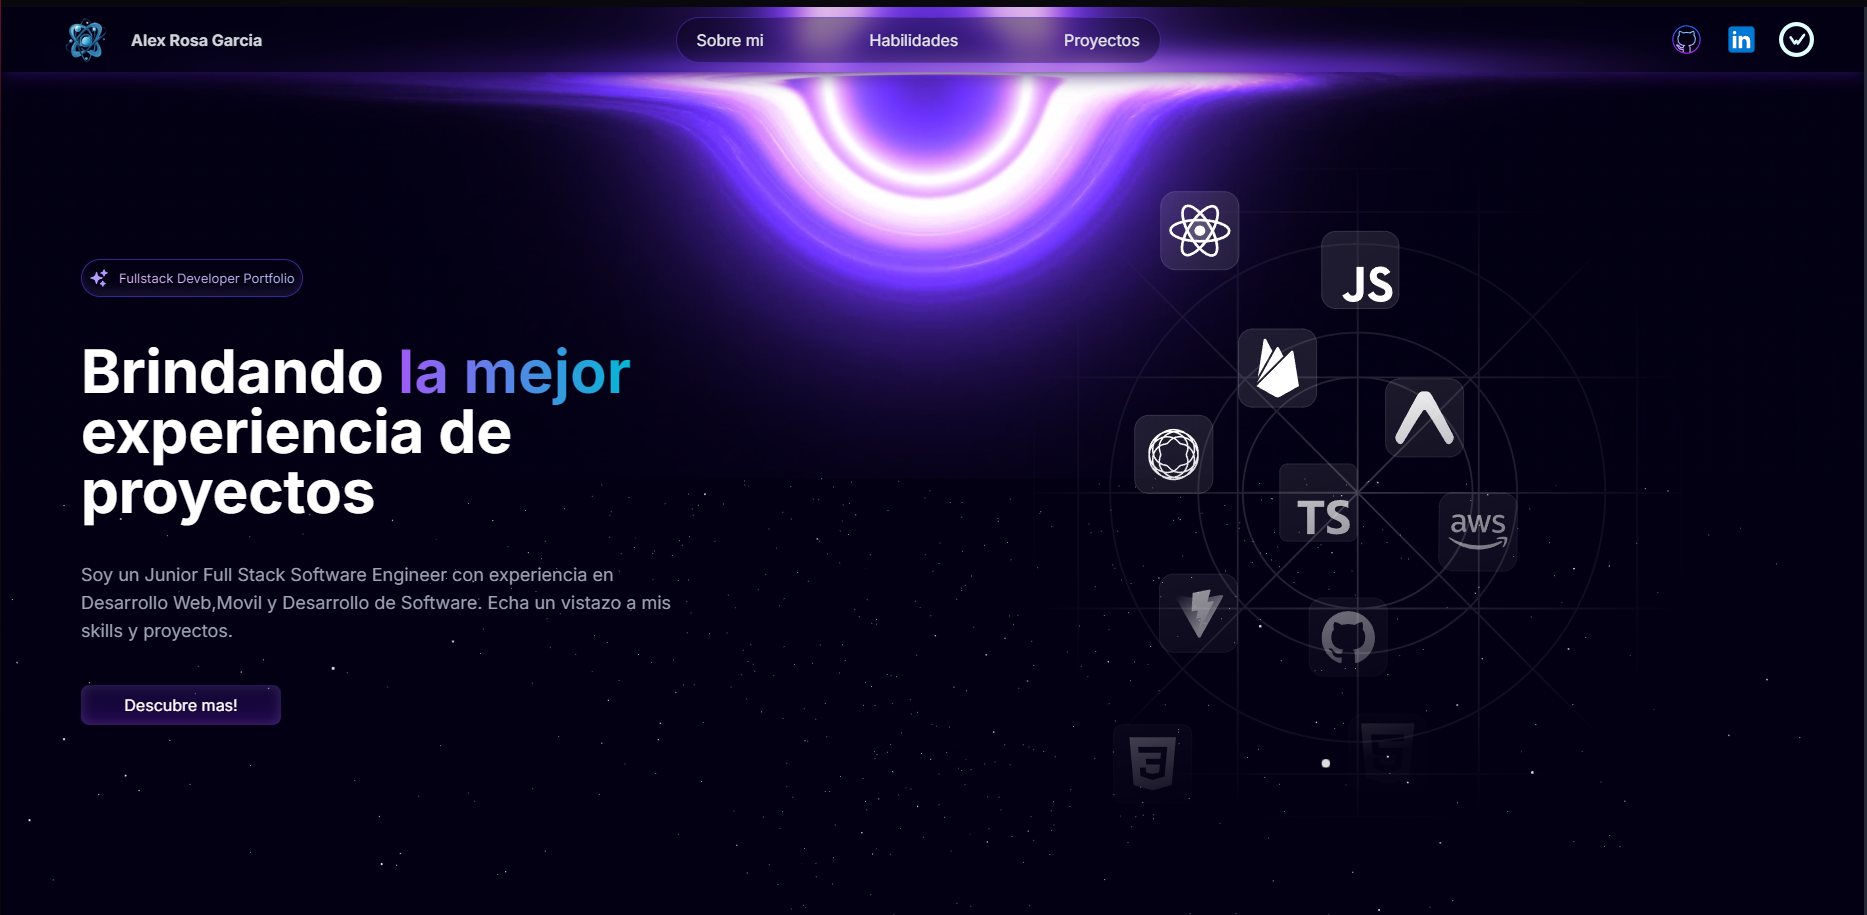 Alex Rosa Garcia
Sobre mi
Habilidades
Proyectos
in
Fullstack Developer Portfolio
Brindando la mejor
experiencia de
proyectos
Soy un Junior Full Stack Software Engineer con experiencia en
Desarrollo Web,Movil y Desarrollo de Software. Echa un vistazo a mis
skills y proyectos.
Descubre mas!
JS
TS
aws
3
5